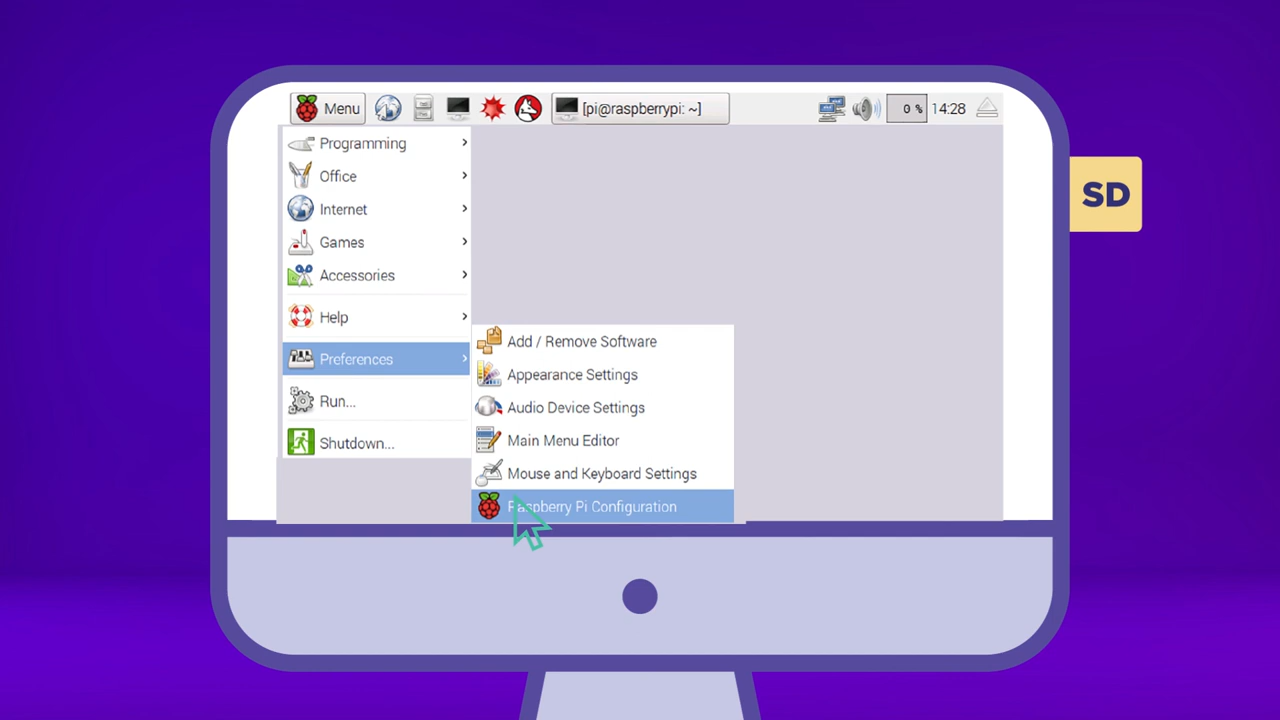 Menu
[pi@raspberrypi: ~]
0 %
14:28
Programming
Office
Internet
Games
Accessories
Help
Preferences
Run...
Shutdown...
Add / Remove Software
Appearance Settings
Audio Device Settings
Main Menu Editor
Mouse and Keyboard Settings
Raspberry Pi Configuration
SD